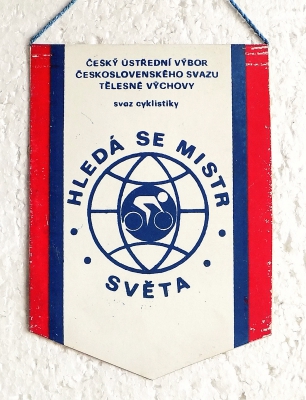 ČESKÝ ÚSTŘEDNÍ VÝBOR
ČESKOSLOVENSKÉHO SVAZU
TĚLESNÉ VÝCHOVY
svaz cyklistiky
• HLEDÁ SE MISTR •
• SVĚTA •